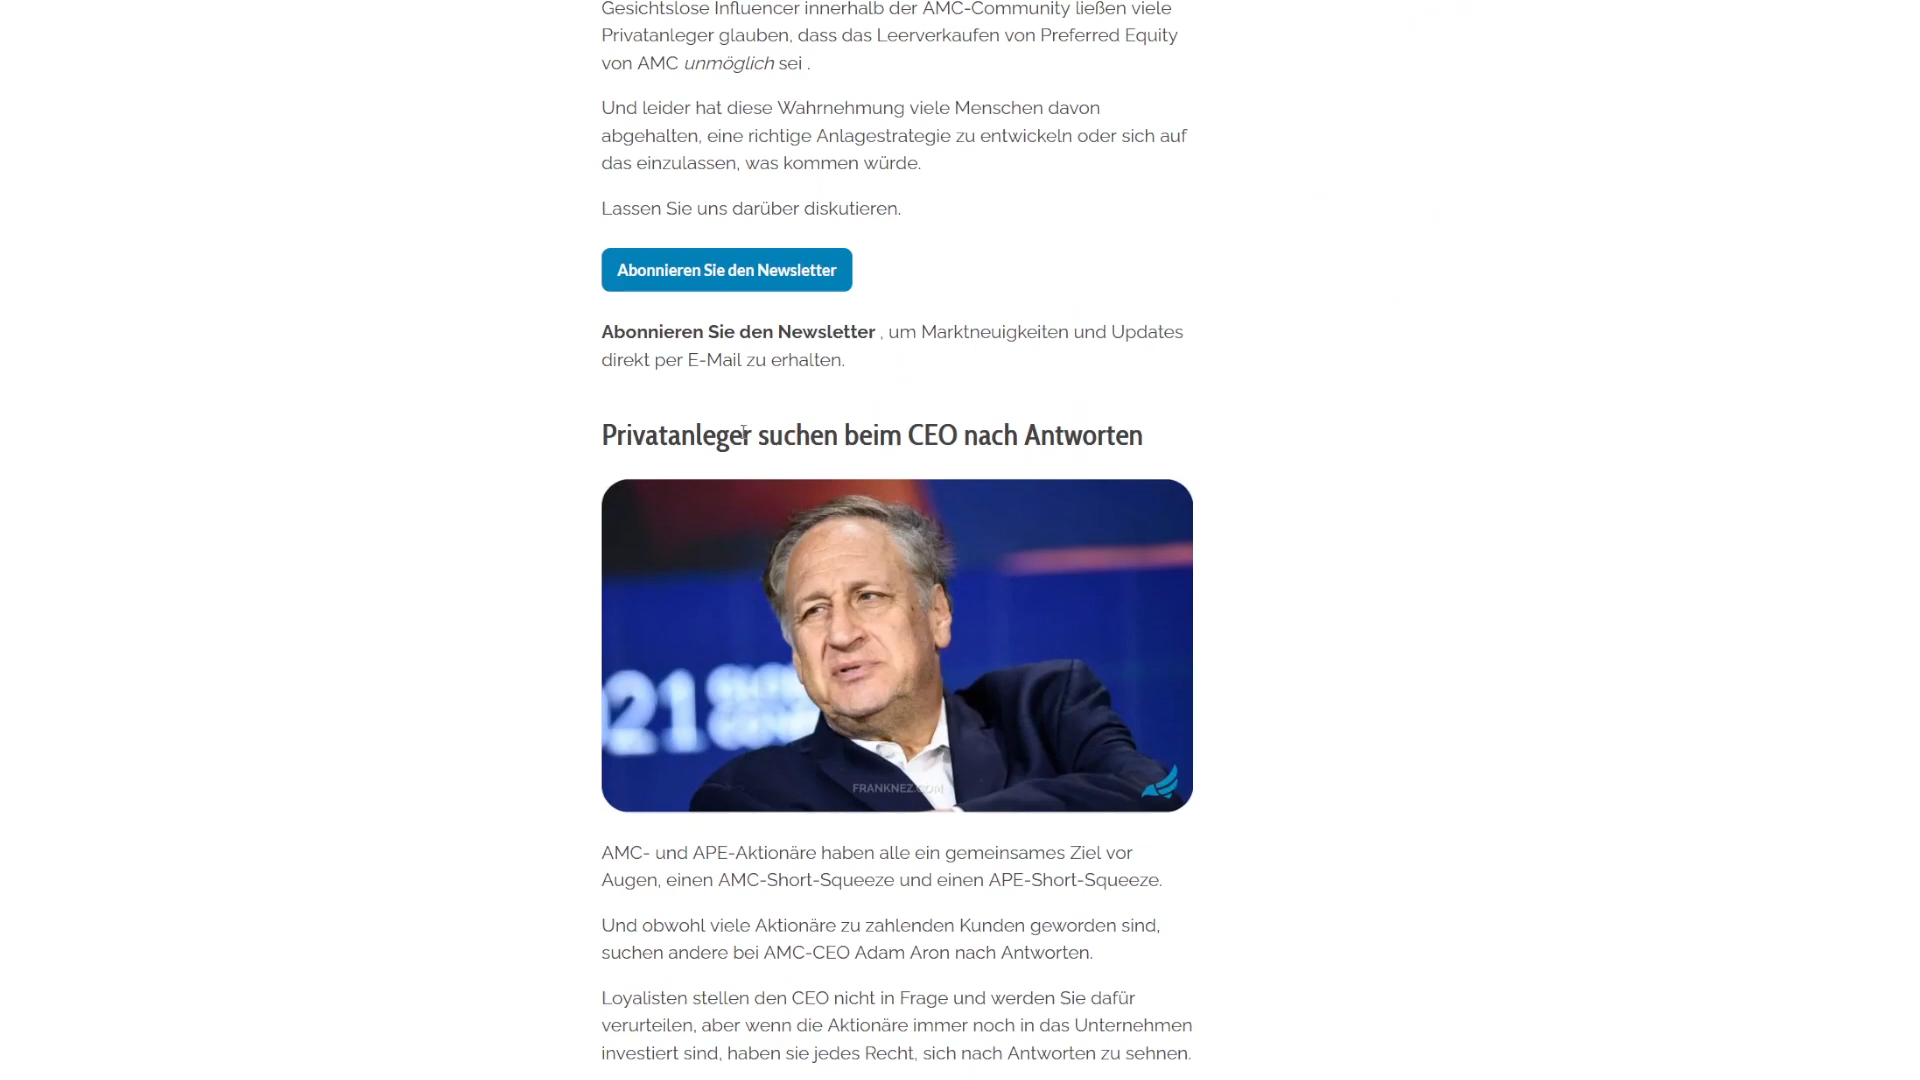 Gesichtslose Influencer innerhalb der AMC-Community ließen viele
Privatanleger glauben, dass das Leerverkaufen von Preferred Equity
von AMC unmöglich sei .
Und leider hat diese Wahrnehmung viele Menschen davon
abgehalten, eine richtige Anlagestrategie zu entwickeln oder sich auf
das einzulassen, was kommen würde.
Lassen Sie uns darüber diskutieren.
Abonnieren Sie den Newsletter
Abonnieren Sie den Newsletter , um Marktneuigkeiten und Updates
direkt per E-Mail zu erhalten.
Privatanleger suchen beim CEO nach Antworten
21
FRANKNEZ.COM
AMC- und APE-Aktionäre haben alle ein gemeinsames Ziel vor
Augen, einen AMC-Short-Squeeze und einen APE-Short-Squeeze.
Und obwohl viele Aktionäre zu zahlenden Kunden geworden sind,
suchen andere bei AMC-CEO Adam Aron nach Antworten.
Loyalisten stellen den CEO nicht in Frage und werden Sie dafür
verurteilen, aber wenn die Aktionäre immer noch in das Unternehmen
investiert sind, haben sie jedes Recht, sich nach Antworten zu sehnen.